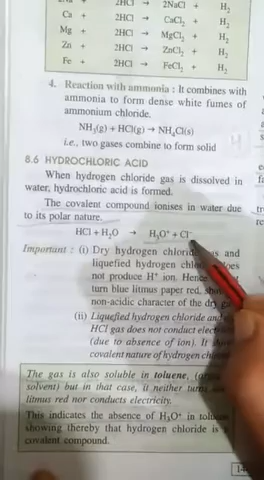 2HCl → 2NaCl + H₂
Ca + 2HCl → CaCl₂ + H₂
Mg + 2HCl → MgCl₂ + H₂
Zn + 2HCl → ZnCl₂ + H₂
Fe + 2HCl → FeCl₂ + H₂
4. Reaction with ammonia : It combines with
ammonia to form dense white fumes of
ammonium chloride.
NH₃(g) + HCl(g) → NH₄Cl(s)
i.e., two gases combine to form solid
8.6 HYDROCHLORIC ACID
When hydrogen chloride gas is dissolved in
water, hydrochloric acid is formed.
The covalent compound ionises in water due
to its polar nature.
HCl + H₂O → H₃O⁺ + Cl⁻
Important : (i) Dry hydrogen chloride gas and
liquefied hydrogen does
not produce H⁺ ion. Hence
turn blue litmus paper red,
non-acidic character of the dry
(ii) Liquefied hydrogen chloride and
HCl gas does not conduct
(due to absence of ion). It
covalent nature of hydrogen
The gas is also soluble in toluene,
solvent) but in that case, it neither turns
litmus red nor conducts electricity.
This indicates the absence of H₃O⁺ in
showing thereby that hydrogen chloride is
covalent compound.